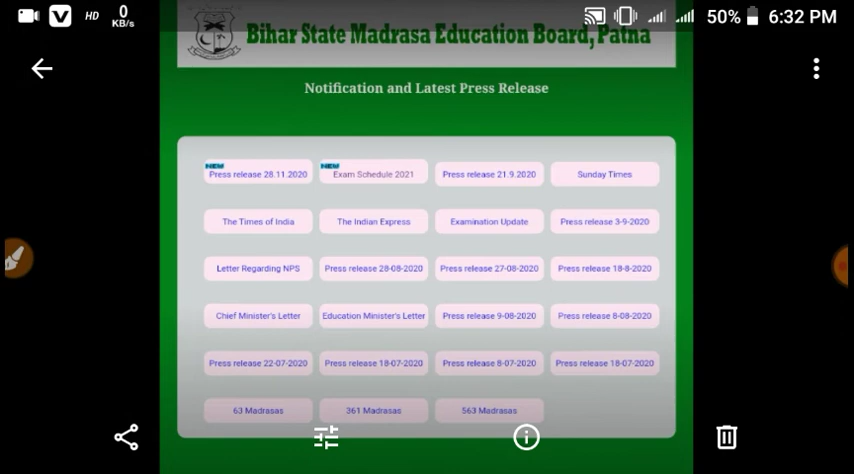 HD
0
KB/s
50%
6:32 PM
Bihar State Madrasa Education Board, Patna
Notification and Latest Press Release
NEW
Press release 28.11.2020
NEW
Exam Schedule 2021
Press release 21.9.2020
Sunday Times
The Times of India
The Indian Express
Examination Update
Press release 3-9-2020
Letter Regarding NPS
Press release 28-08-2020
Press release 27-08-2020
Press release 18-8-2020
Chief Minister's Letter
Education Minister's Letter
Press release 9-08-2020
Press release 8-08-2020
Press release 22-07-2020
Press release 18-07-2020
Press release 8-07-2020
Press release 18-07-2020
63 Madrasas
361 Madrasas
563 Madrasas